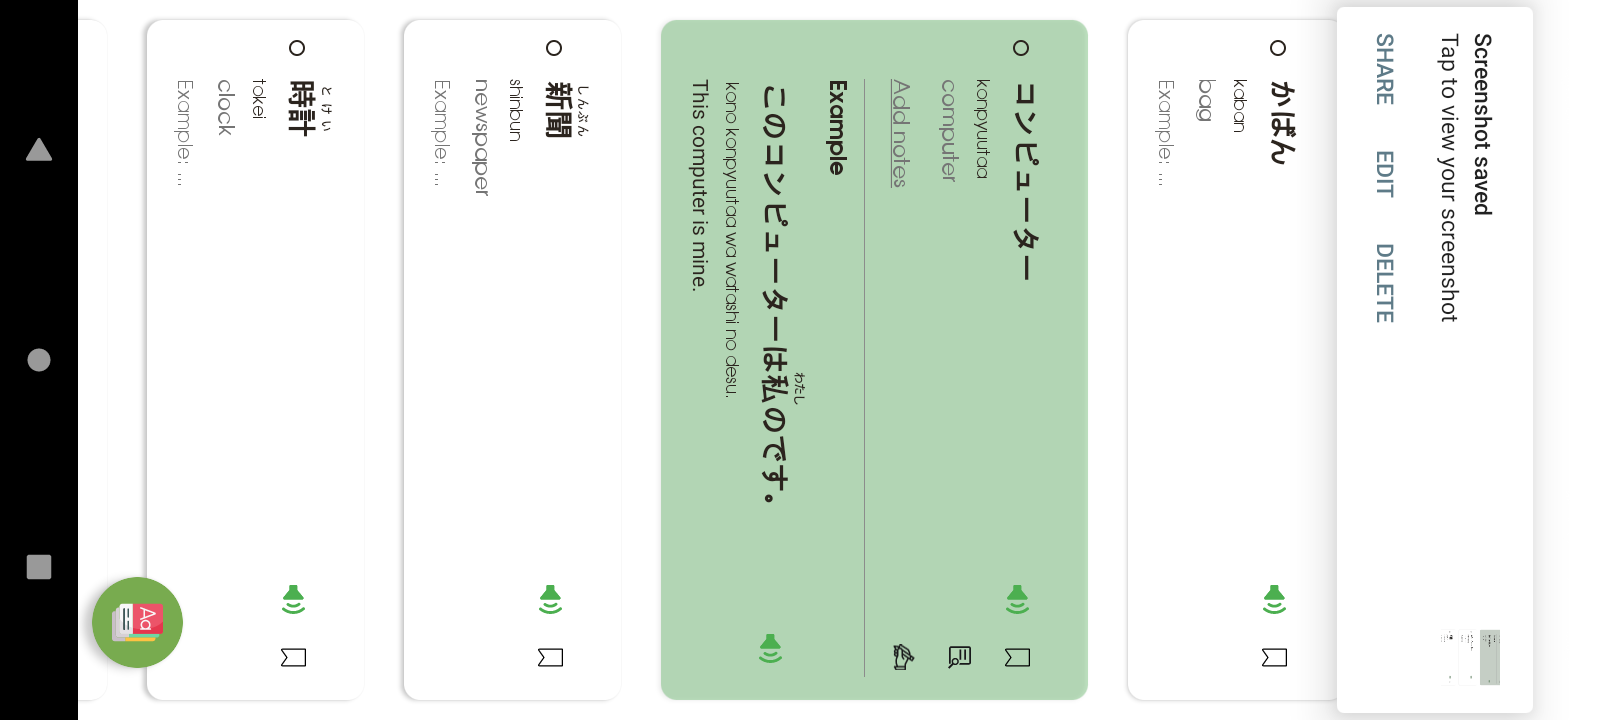 Screenshot saved
Tap to view your screenshot
SHARE EDIT DELETE
かばん
kaban
bag
Example: ...
コンピューター
konpyuutaa
computer
Add notes
Example
わたし
このコンピューターは私のです。
kono konpyuutaa wa watashi no desu.
This computer is mine.
しんぶん
新聞
shinbun
newspaper
Example: ...
とけい
時計
tokei
clock
Example: ...
Aa